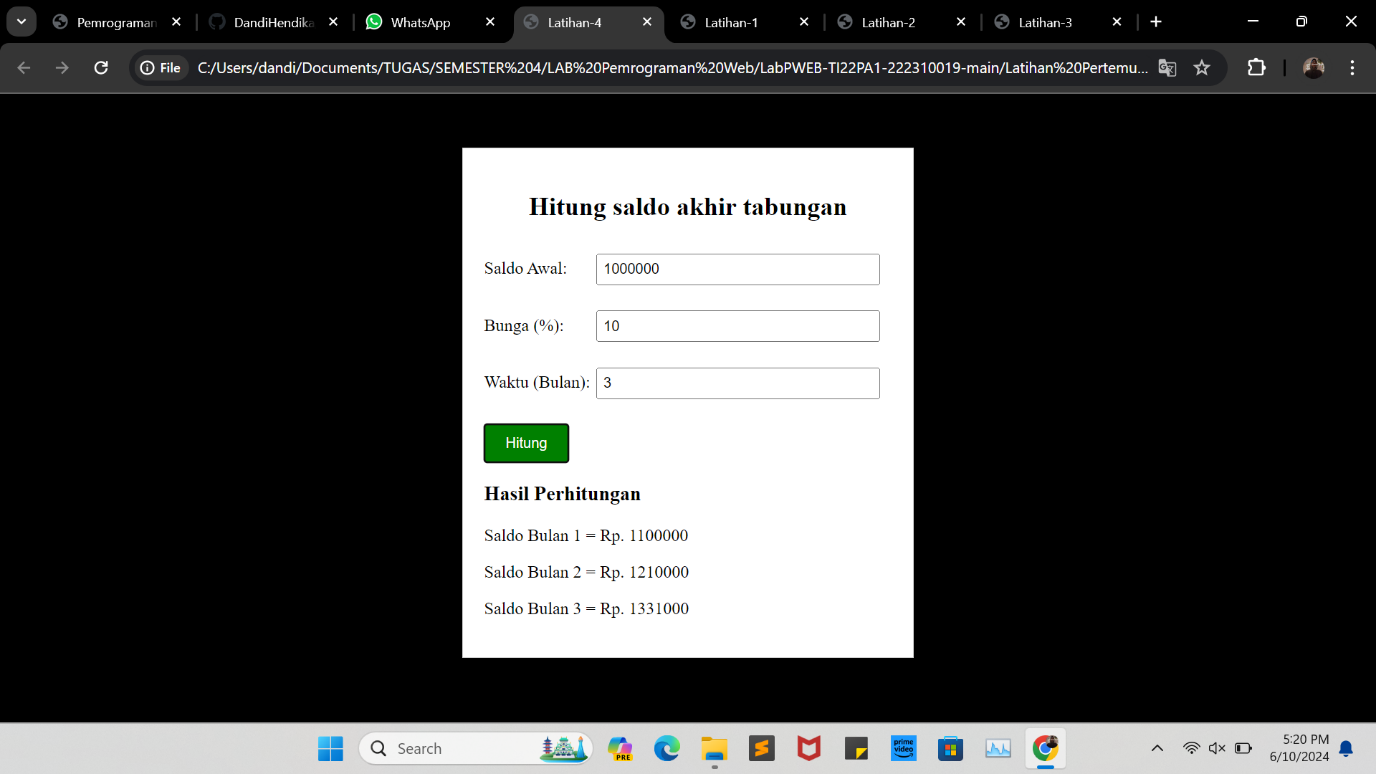 Pemrograman
DandiHendika
WhatsApp
Latihan-4
Latihan-1
Latihan-2
Latihan-3
File
C:/Users/dandi/Documents/TUGAS/SEMESTER%204/LAB%20Pemrograman%20Web/LabPWEB-TI22PA1-222310019-main/Latihan%20Pertemu...
Hitung saldo akhir tabungan
Saldo Awal: 1000000
Bunga (%): 10
Waktu (Bulan): 3
Hitung
Hasil Perhitungan
Saldo Bulan 1 = Rp. 1100000
Saldo Bulan 2 = Rp. 1210000
Saldo Bulan 3 = Rp. 1331000
Search
PRE
prime video
5:20 PM
6/10/2024